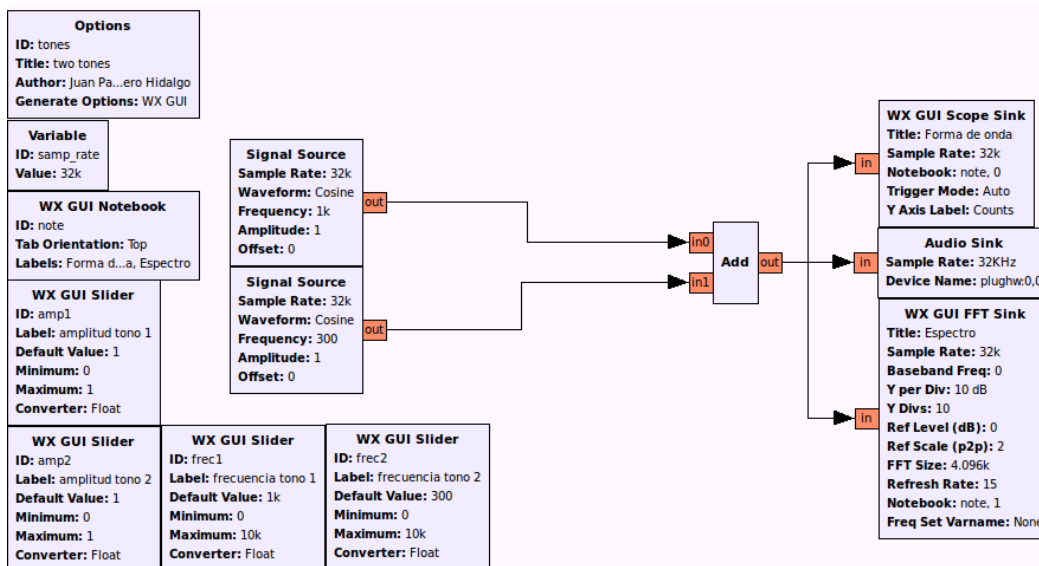 Options
ID: tones
Title: two tones
Author: Juan Pa...ero Hidalgo
Generate Options: WX GUI
Variable
ID: samp_rate
Value: 32k
WX GUI Notebook
ID: note
Tab Orientation: Top
Labels: Forma d...a, Espectro
WX GUI Slider
ID: amp1
Label: amplitud tono 1
Default Value: 1
Minimum: 0
Maximum: 1
Converter: Float
WX GUI Slider
ID: amp2
Label: amplitud tono 2
Default Value: 1
Minimum: 0
Maximum: 1
Converter: Float
WX GUI Slider
ID: frec1
Label: frecuencia tono 1
Default Value: 1k
Minimum: 0
Maximum: 10k
Converter: Float
WX GUI Slider
ID: frec2
Label: frecuencia tono 2
Default Value: 300
Minimum: 0
Maximum: 10k
Converter: Float
Signal Source
Sample Rate: 32k
Waveform: Cosine
Frequency: 1k
Amplitude: 1
Offset: 0
out
Signal Source
Sample Rate: 32k
Waveform: Cosine
Frequency: 300
Amplitude: 1
Offset: 0
out
in0
in1
Add
out
in
WX GUI Scope Sink
Title: Forma de onda
Sample Rate: 32k
Notebook: note, 0
Trigger Mode: Auto
Y Axis Label: Counts
in
Audio Sink
Sample Rate: 32KHz
Device Name: plughw:0,0
in
WX GUI FFT Sink
Title: Espectro
Sample Rate: 32k
Baseband Freq: 0
Y per Div: 10 dB
Y Divs: 10
Ref Level (dB): 0
Ref Scale (p2p): 2
FFT Size: 4.096k
Refresh Rate: 15
Notebook: note, 1
Freq Set Varname: None